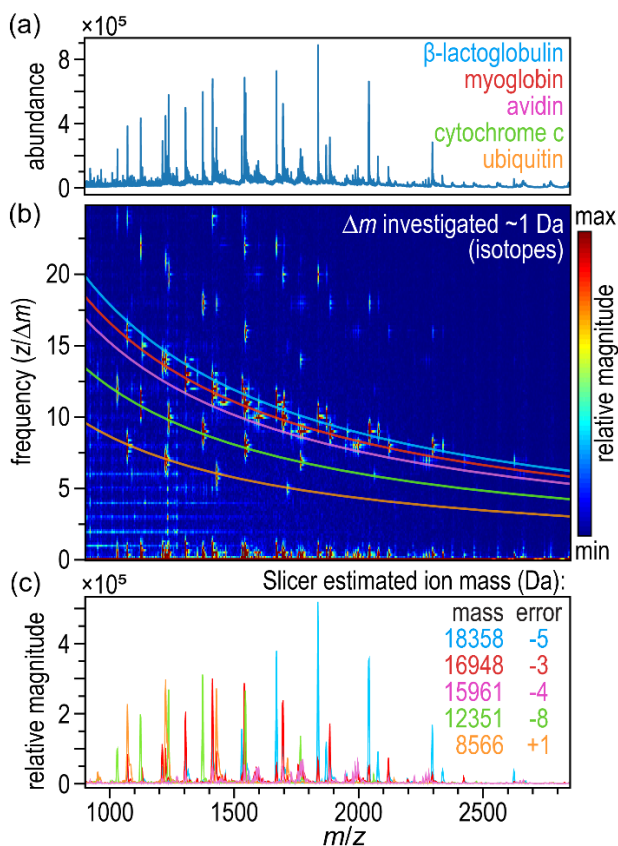 (a)
×10⁵
8
4
0
abundance
β-lactoglobulin
myoglobin
avidin
cytochrome c
ubiquitin
(b)
Δm investigated ~1 Da
(isotopes)
20
15
10
5
0
frequency (z/Δm)
max
relative magnitude
min
(c)
×10⁵
Slicer estimated ion mass (Da):
mass error
18358 -5
16948 -3
15961 -4
12351 -8
8566 +1
4
2
0
relative magnitude
1000 1500 2000 2500
m/z